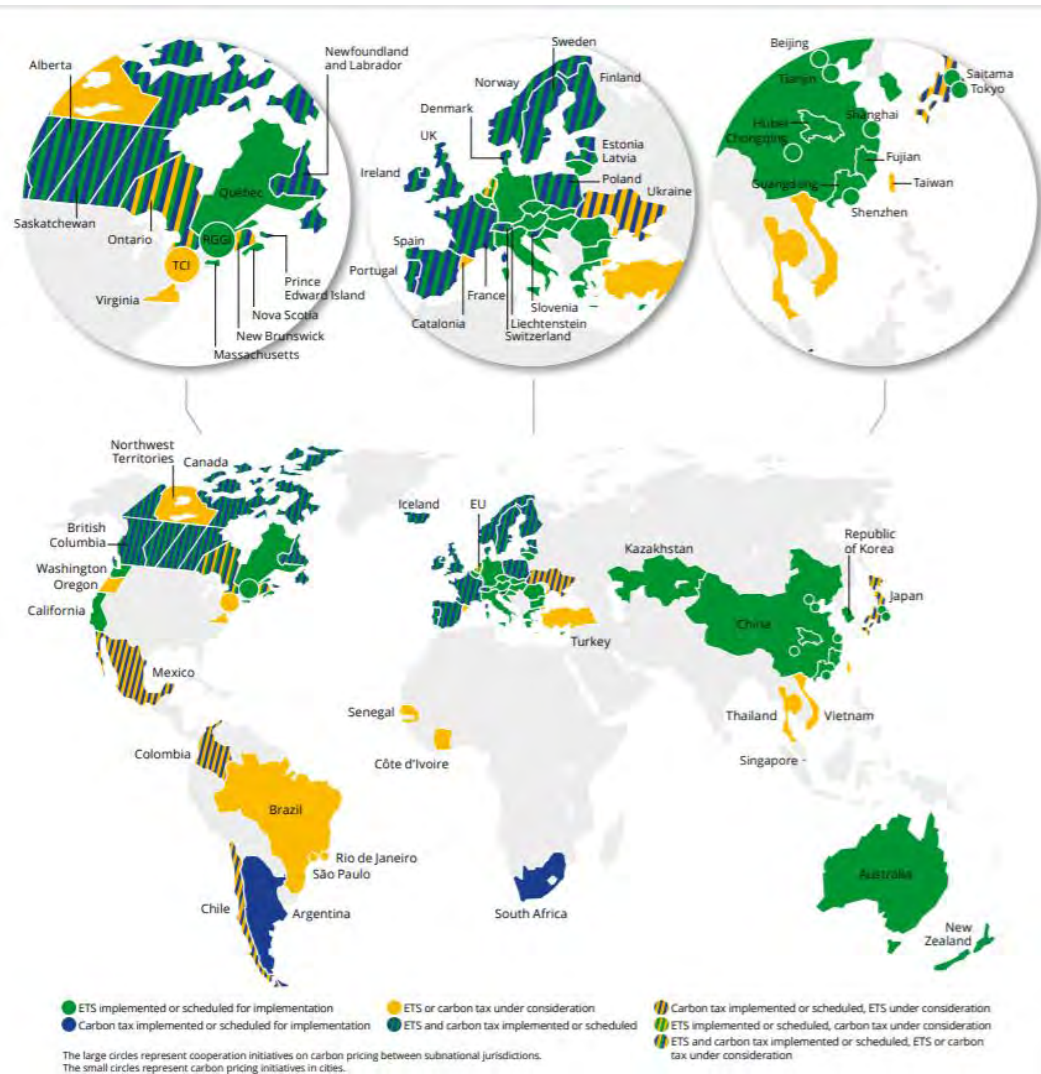 Sweden
Newfoundland
and Labrador
Alberta
Norway
Finland
Denmark
UK
Estonia
Latvia
Ireland
Poland
Ukraine
Québec
Saskatchewan
Ontario
RGGI
TCI
Virginia
Prince
Edward Island
Nova Scotia
New Brunswick
Massachusetts
Spain
Portugal
France
Slovenia
Catalonia
Liechtenstein
Switzerland
Beijing
Tianjin
Saitama
Tokyo
Shanghai
Hubei
Chongqing
Fujian
Guangdong
Taiwan
Shenzhen
Northwest
Territories
Canada
Iceland
EU
British
Columbia
Republic
of Korea
Kazakhstan
Washington
Oregon
California
Japan
China
Turkey
Mexico
Senegal
Thailand
Vietnam
Colombia
Côte d'Ivoire
Singapore
Brazil
Rio de Janeiro
São Paulo
Australia
Chile
Argentina
South Africa
New
Zealand
ETS implemented or scheduled for implementation
Carbon tax implemented or scheduled for implementation
ETS or carbon tax under consideration
ETS and carbon tax implemented or scheduled
Carbon tax implemented or scheduled, ETS under consideration
ETS implemented or scheduled, carbon tax under consideration
ETS and carbon tax implemented or scheduled, ETS or carbon
tax under consideration
The large circles represent cooperation initiatives on carbon pricing between subnational jurisdictions.
The small circles represent carbon pricing initiatives in cities.